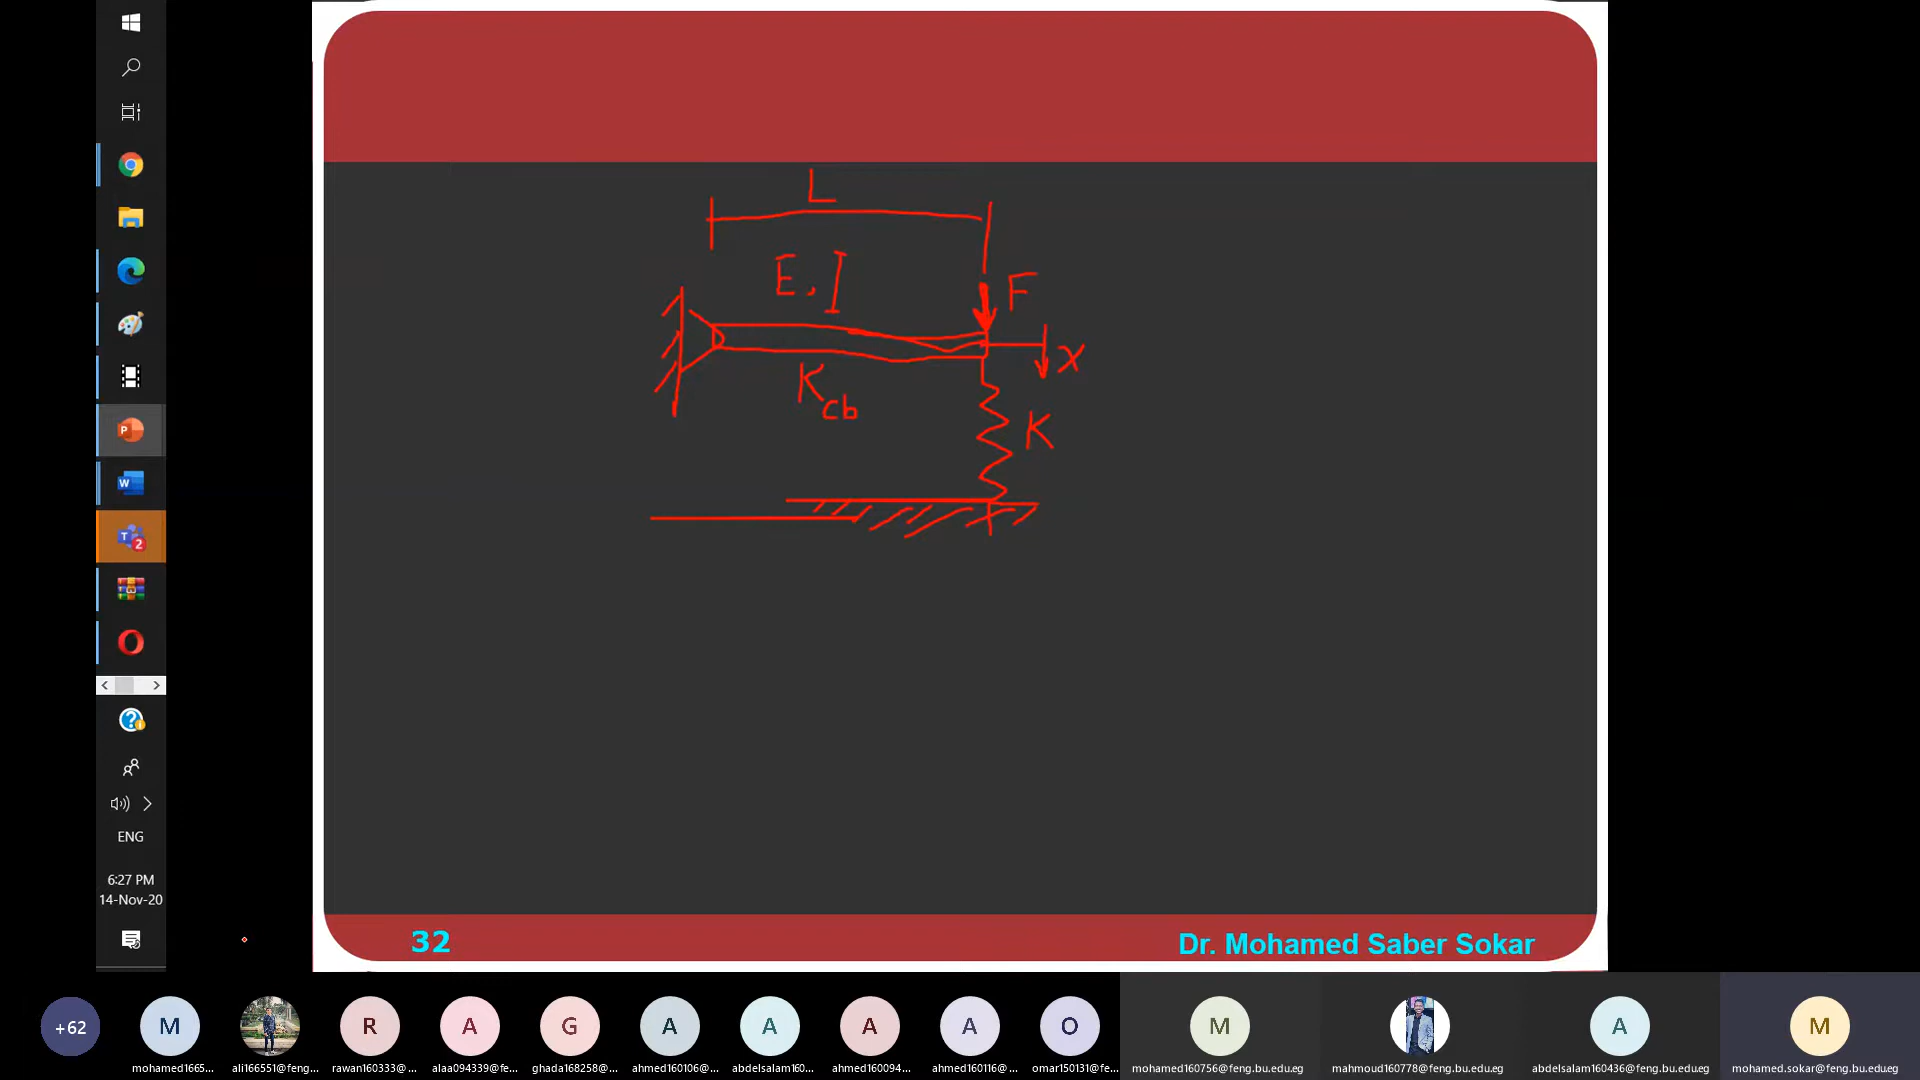 L
E, I
F
x
K
cb
K
32
Dr. Mohamed Saber Sokar
P
W
T
2
ENG
6:27 PM
14-Nov-20
+62
M
R
A
G
A
A
A
A
O
M
A
M
mohamed1665...
ali166551@feng...
rawan160333@...
alaa094339@fe...
ghada168258@...
ahmed160106@...
abdelsalam160...
ahmed160094...
ahmed160116@...
omar150131@fe...
mohamed160756@feng.bu.edu.eg
mahmoud160778@feng.bu.edu.eg
abdelsalam160436@feng.bu.edu.eg
mohamed.sokar@feng.bu.edu.eg